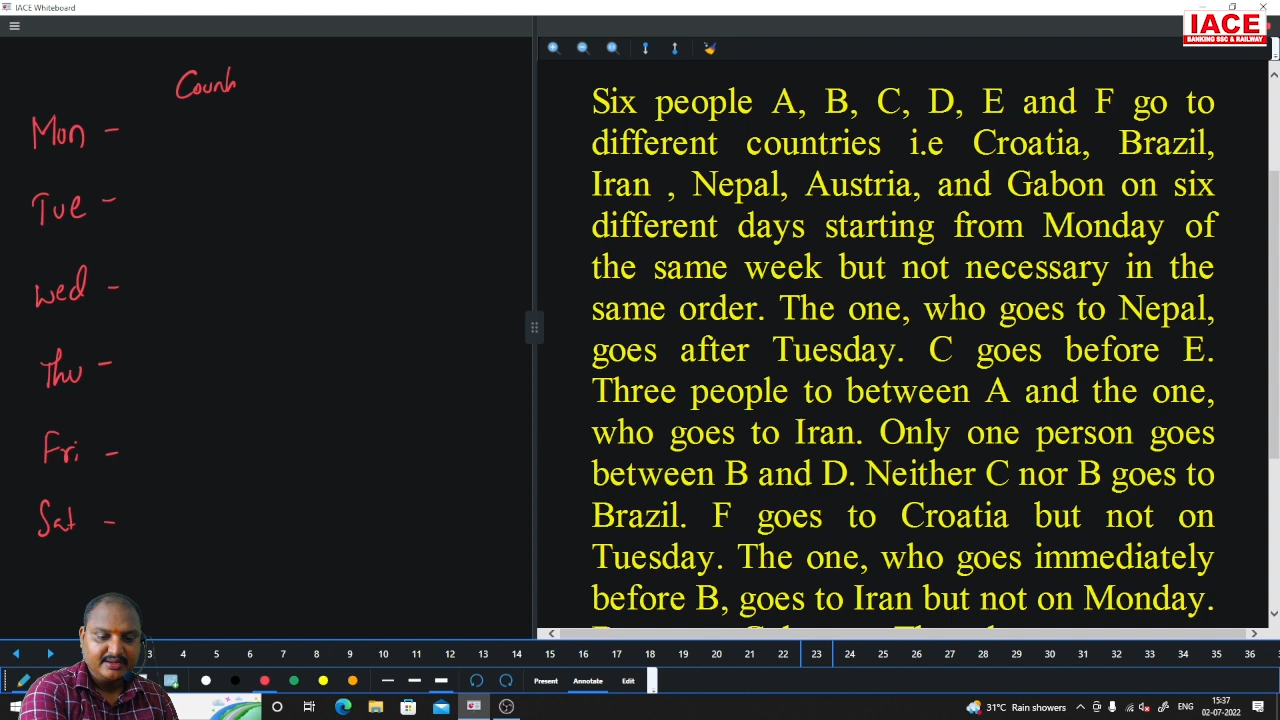 IACE Whiteboard
IACE
BANKING SSC & RAILWAY
Mon -
Tue -
Wed -
Thu -
Fri -
Sat -
Six people A, B, C, D, E and F go to
different countries i.e Croatia, Brazil,
Iran , Nepal, Austria, and Gabon on six
different days starting from Monday of
the same week but not necessary in the
same order. The one, who goes to Nepal,
goes after Tuesday. C goes before E.
Three people to between A and the one,
who goes to Iran. Only one person goes
between B and D. Neither C nor B goes to
Brazil. F goes to Croatia but not on
Tuesday. The one, who goes immediately
before B, goes to Iran but not on Monday.
3 4 5 6 7 8 9 10 11 12 13 14 15 16 17 18 19 20 21 22 23 24 25 26 27 28 29 30 31 32 33 34 35 36
Present Annotate Edit
31°C Rain showers ENG 15:37
02-07-2022